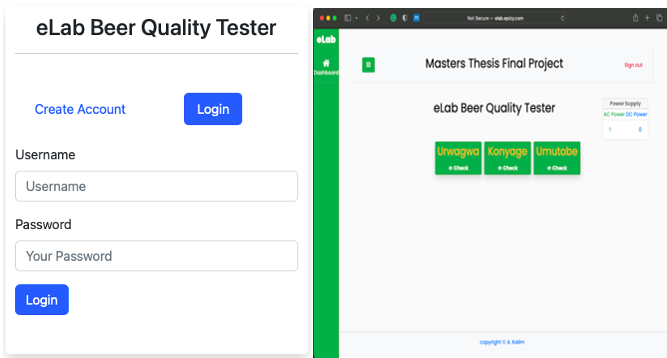 eLab Beer Quality Tester
Create Account
Login
Username
Username
Password
Your Password
Login
Not Secure — elab.epizy.com
eLab
Dashboard
Masters Thesis Final Project
Sign out
eLab Beer Quality Tester
Power Supply
AC Power DC Power
1 0
Urwagwa Konyage Umutobe
Check Check Check
copyright © A. Kalim